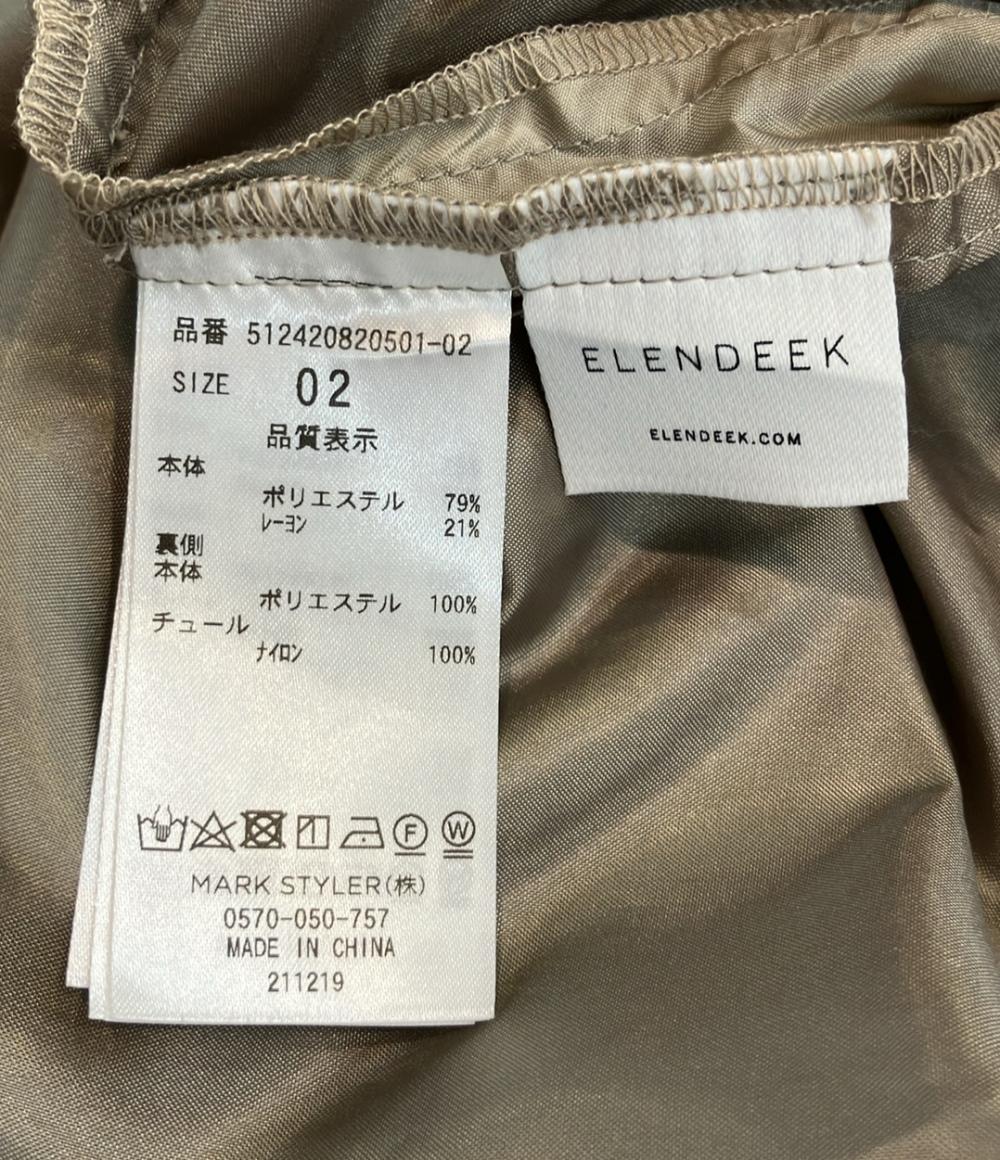 品番 512420820501-02
SIZE 02
品質表示
本体
ポリエステル 79%
レーヨン 21%
裏側
本体
ポリエステル 100%
チュール
ナイロン 100%
F W
MARK STYLER(株)
0570-050-757
MADE IN CHINA
211219
ELENDEEK
ELENDEEK.COM